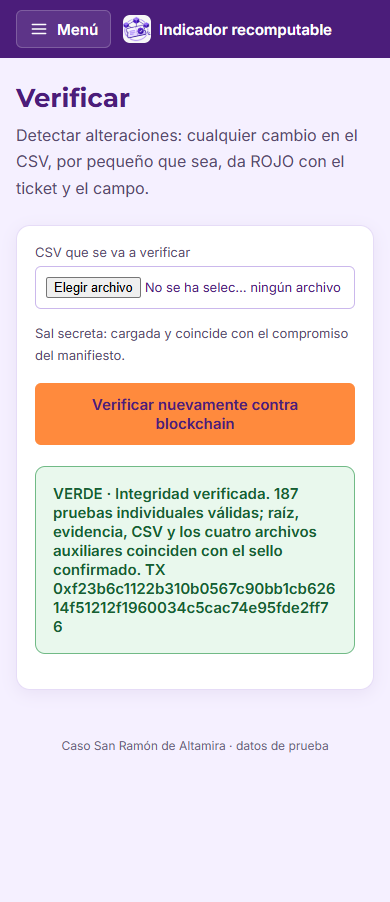 Menú
Indicador recomputable
Verificar
Detectar alteraciones: cualquier cambio en el
CSV, por pequeño que sea, da ROJO con el
ticket y el campo.
CSV que se va a verificar
Elegir archivo No se ha selec... ningún archivo
Sal secreta: cargada y coincide con el compromiso
del manifiesto.
Verificar nuevamente contra
blockchain
VERDE · Integridad verificada. 187
pruebas individuales válidas; raíz,
evidencia, CSV y los cuatro archivos
auxiliares coinciden con el sello
confirmado. TX
0xf23b6c1122b310b0567c90bb1cb626
14f51212f1960034c5cac74e95fde2ff7
6
Caso San Ramón de Altamira · datos de prueba